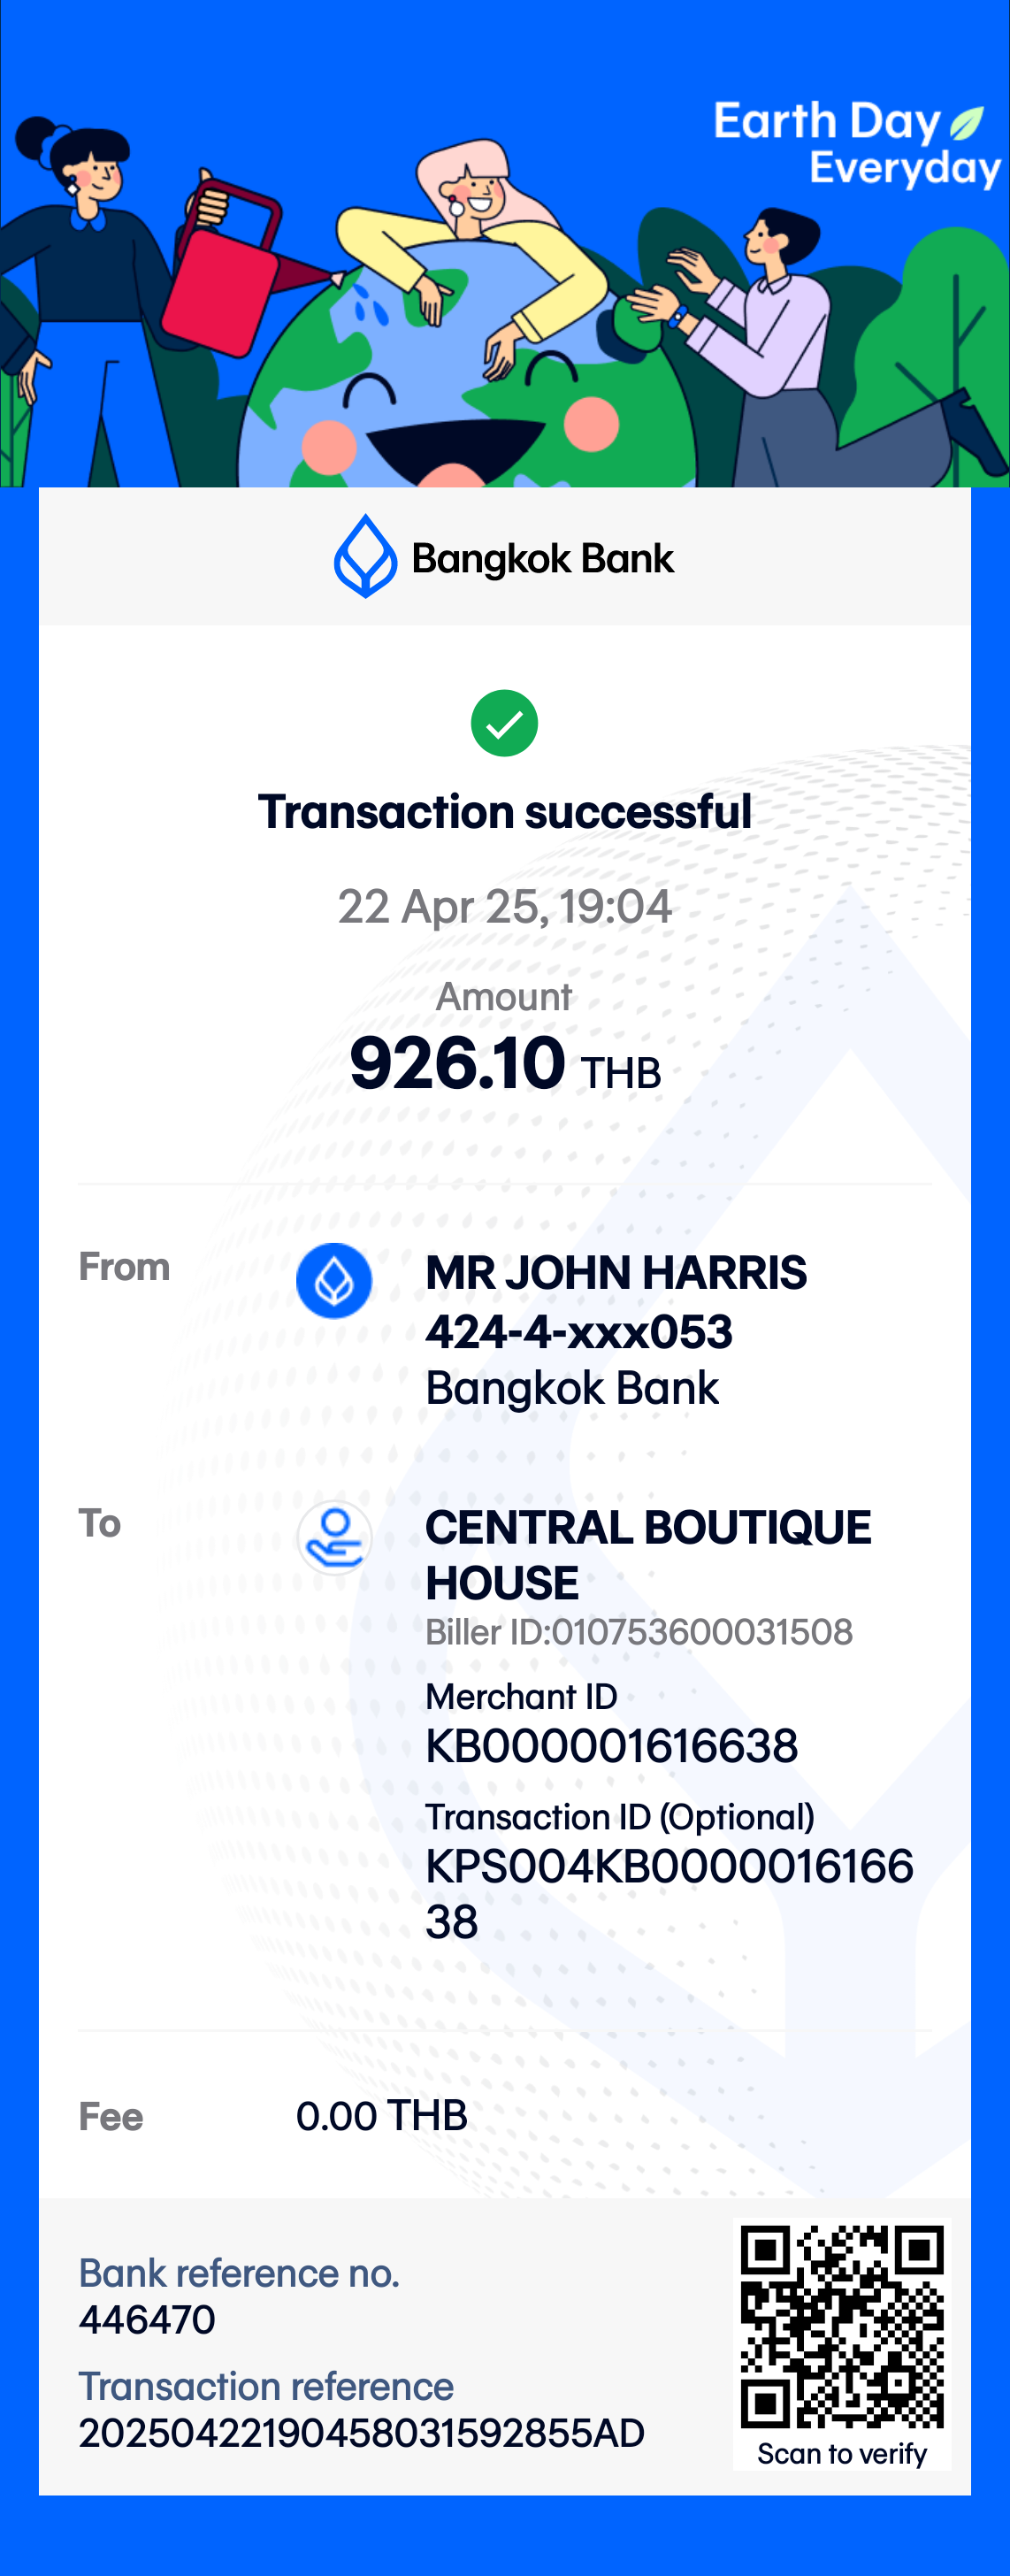 Earth Day
Everyday
Bangkok Bank
Transaction successful
22 Apr 25, 19:04
Amount
926.10 THB
From
MR JOHN HARRIS
424-4-xxx053
Bangkok Bank
To
CENTRAL BOUTIQUE
HOUSE
Biller ID:010753600031508
Merchant ID
KB000001616638
Transaction ID (Optional)
KPS004KB0000016166
38
Fee
0.00 THB
Bank reference no.
446470
Transaction reference
20250422190458031592855AD
Scan to verify